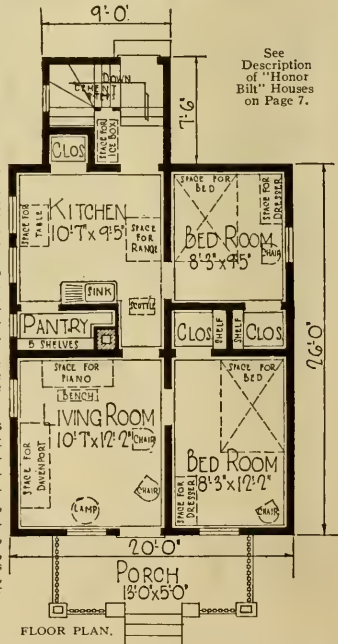 9'-0"
See
Description
of "Honor
Bilt" Houses
on Page 7.
DOWN
CEMENT
SPACE FOR
ICE BOX
7'-6"
CLOS
KITCHEN
10'7"x9'5"
SPACE FOR
TABLE
SPACE
FOR
RANGE
SPACE FOR
BED
SPACE FOR
DRESSER
BED ROOM
8'3"x9'5"
CHAIR
SINK
SCUTTLE
PANTRY
5 SHELVES
CLOS
SHELF
SHELF
CLOS
26'-0"
SPACE FOR
PIANO
BENCH
LIVING ROOM
10'7"x12'2"
CHAIR
SPACE FOR
DAVENPORT
CHAIR
LAMP
SPACE FOR
BED
BED ROOM
8'3"x12'2"
SPACE FOR
DRESSER
CHAIR
20'-0"
PORCH
13'0"x5'0"
FLOOR PLAN.